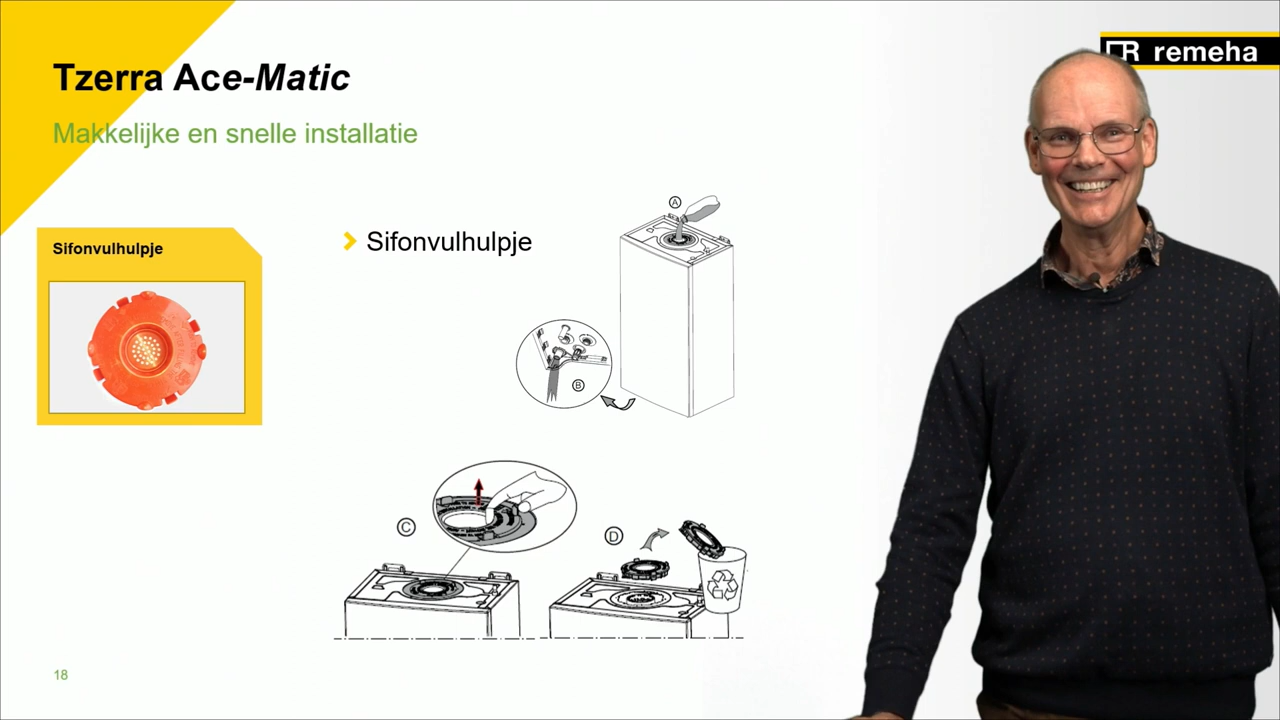 Tzerra Ace-Matic
remeha
Makkelijke en snelle installatie
Sifonvulhulpje
Sifonvulhulpje
A
B
C
D
18